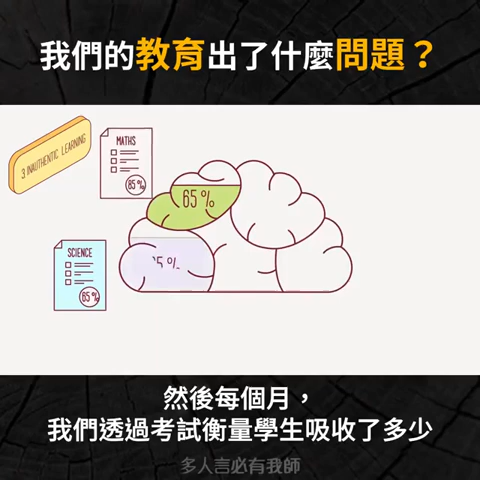 我們的教育出了什麼問題？
3 INAUTHENTIC LEARNING
MATHS
85%
65%
SCIENCE
65%
然後每個月，
我們透過考試衡量學生吸收了多少
多人言必有我師